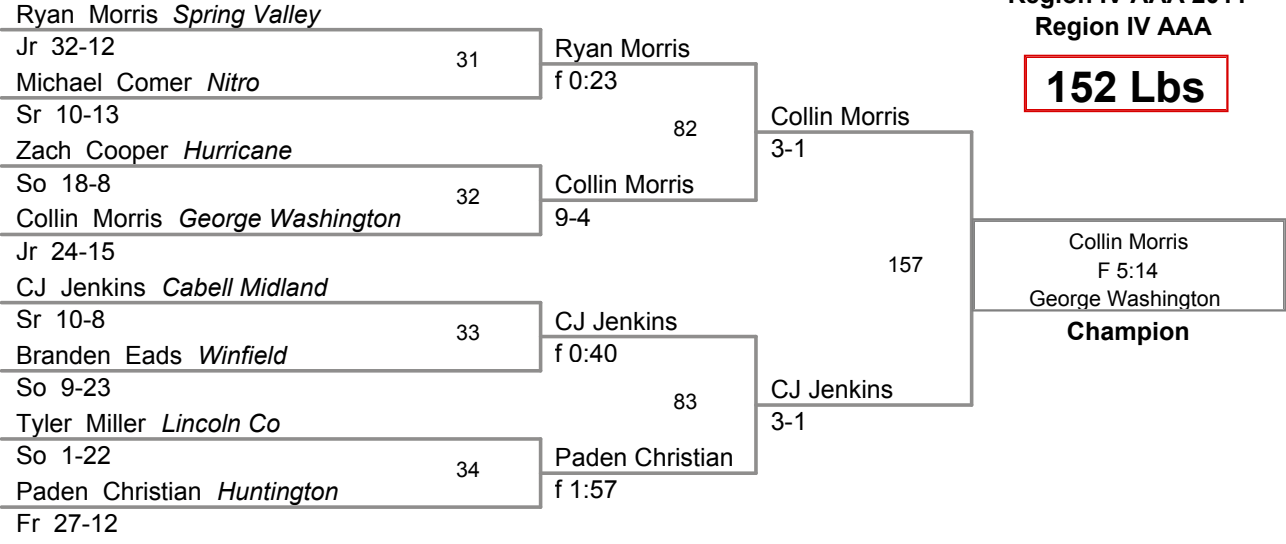 Region IV AAA
152 Lbs
Ryan Morris Spring Valley
Jr 32-12
31
Michael Comer Nitro
Sr 10-13
Zach Cooper Hurricane
So 18-8
32
Collin Morris George Washington
Jr 24-15
CJ Jenkins Cabell Midland
Sr 10-8
33
Branden Eads Winfield
So 9-23
Tyler Miller Lincoln Co
So 1-22
34
Paden Christian Huntington
Fr 27-12
Ryan Morris
f 0:23
82
Collin Morris
9-4
CJ Jenkins
f 0:40
83
Paden Christian
f 1:57
Collin Morris
3-1
157
CJ Jenkins
3-1
Collin Morris
F 5:14
George Washington
Champion